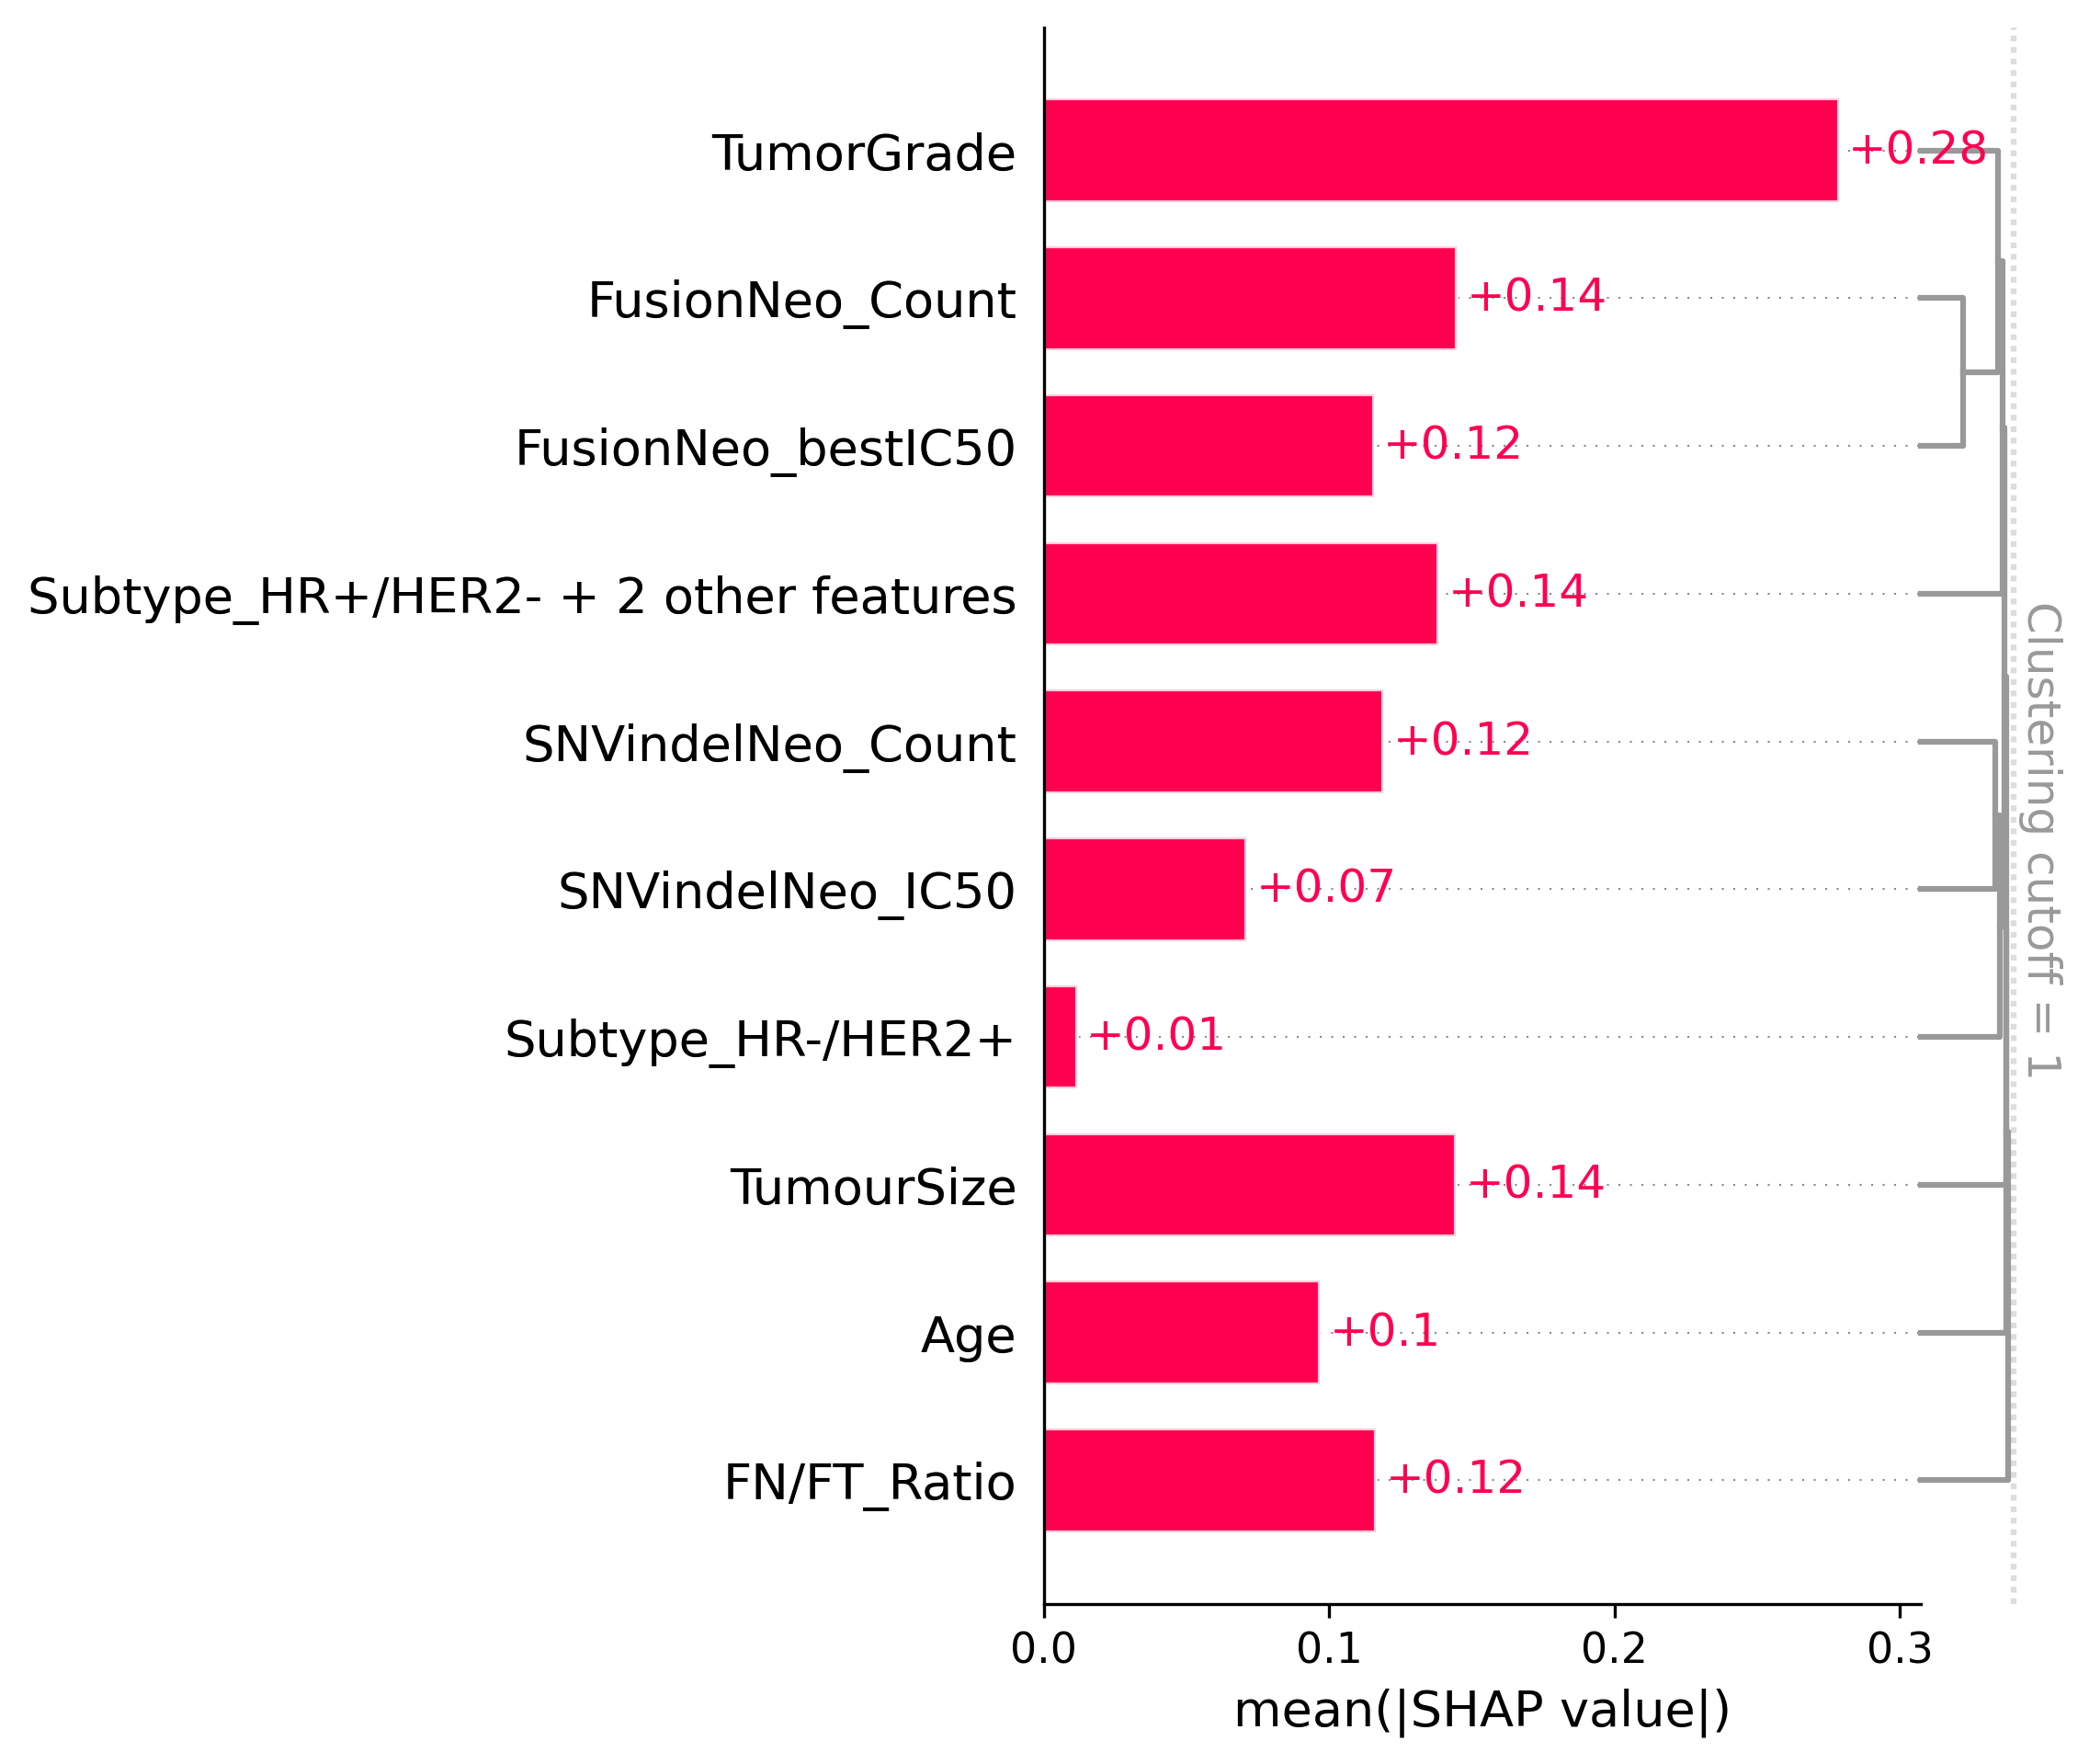 TumorGrade +0.28
FusionNeo_Count +0.14
FusionNeo_bestIC50 +0.12
Subtype_HR+/HER2- + 2 other features +0.14
SNVindelNeo_Count +0.12
SNVindelNeo_IC50 +0.07
Subtype_HR-/HER2+ +0.01
TumourSize +0.14
Age +0.1
FN/FT_Ratio +0.12
Clustering cutoff = 1
0.0 0.1 0.2 0.3
mean(|SHAP value|)